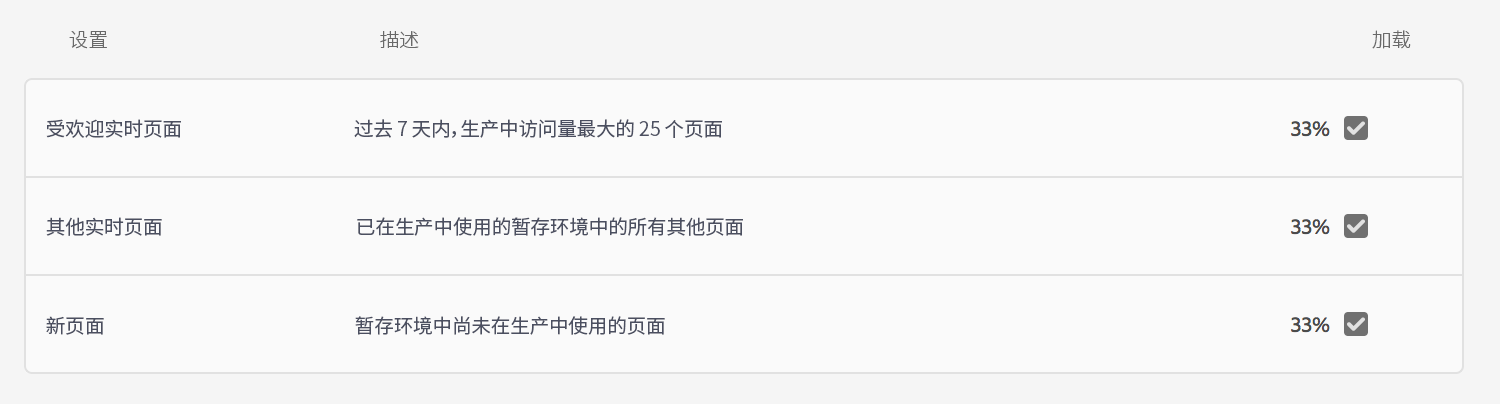 设置 描述 加载
受欢迎实时页面 过去 7 天内,生产中访问量最大的 25 个页面 33%
其他实时页面 已在生产中使用的暂存环境中的所有其他页面 33%
新页面 暂存环境中尚未在生产中使用的页面 33%